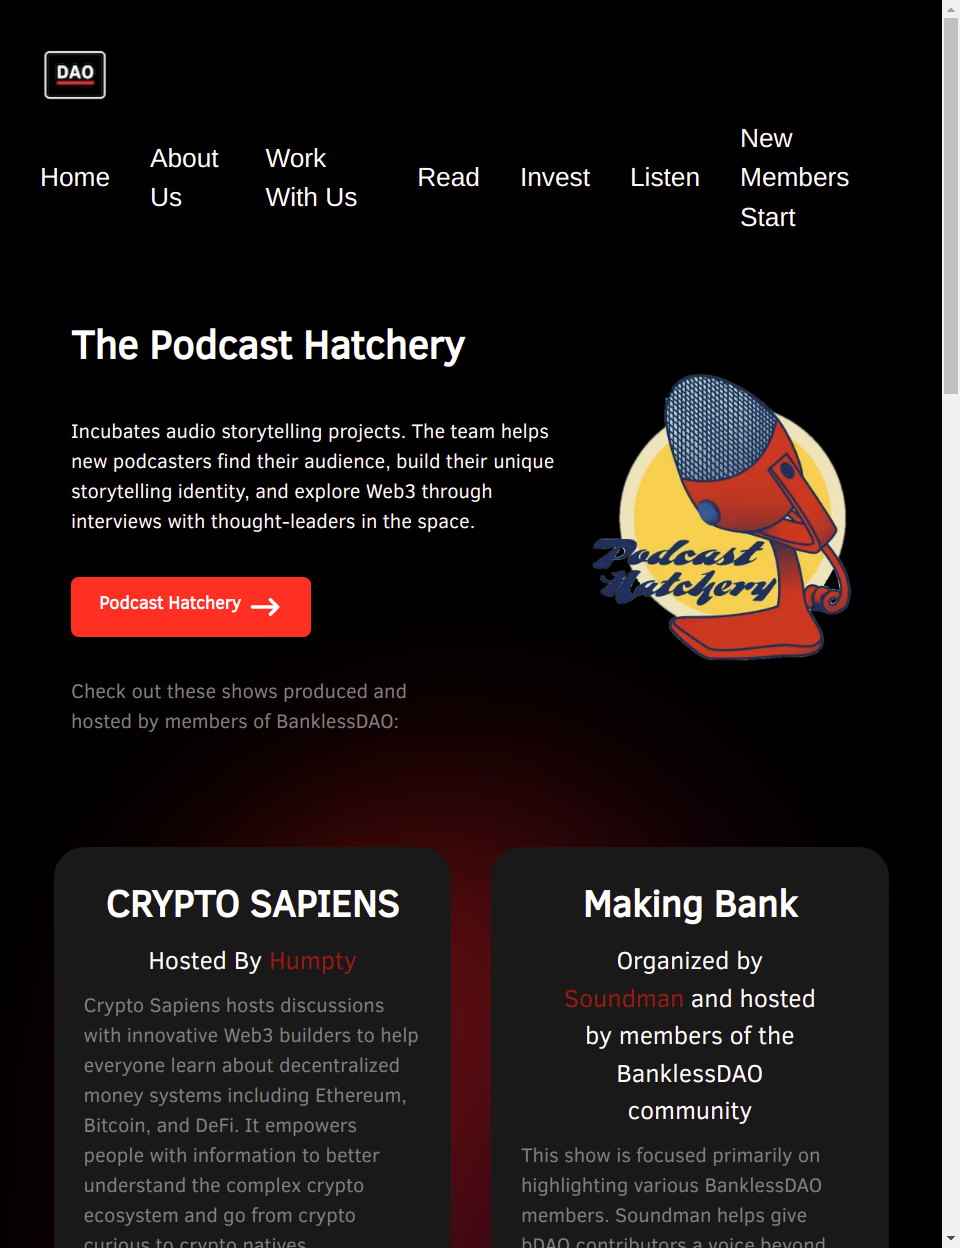 DAO
Home
About
Us
Work
With Us
Read
Invest
Listen
New
Members
Start
The Podcast Hatchery
Incubates audio storytelling projects. The team helps
new podcasters find their audience, build their unique
storytelling identity, and explore Web3 through
interviews with thought-leaders in the space.
Podcast
Hatchery
Podcast Hatchery
Check out these shows produced and
hosted by members of BanklessDAO:
CRYPTO SAPIENS
Hosted By Humpty
Crypto Sapiens hosts discussions
with innovative Web3 builders to help
everyone learn about decentralized
money systems including Ethereum,
Bitcoin, and DeFi. It empowers
people with information to better
understand the complex crypto
ecosystem and go from crypto
curious to crypto natives
Making Bank
Organized by
Soundman and hosted
by members of the
BanklessDAO
community
This show is focused primarily on
highlighting various BanklessDAO
members. Soundman helps give
bDAO contributors a voice beyond